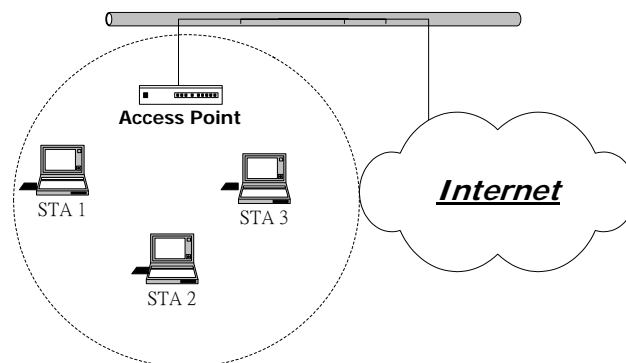 Access Point
Internet
STA 1
STA 3
STA 2